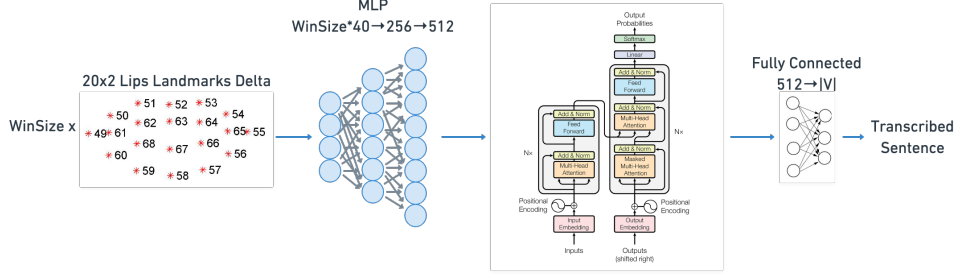 MLP
WinSize*40→256→512
20x2 Lips Landmarks Delta
WinSize x
51 52 53
50 54
62 63 64
49 61 65 55
68 67 66
60 56
59 58 57
Output
Probabilities
Softmax
Linear
Add & Norm
Feed
Forward
Add & Norm
Multi-Head
Attention
Add & Norm
Masked
Multi-Head
Attention
Nx
Add & Norm
Feed
Forward
Add & Norm
Multi-Head
Attention
Nx
Positional
Encoding
Positional
Encoding
Input
Embedding
Output
Embedding
Inputs
Outputs
(shifted right)
Fully Connected
512→|V|
Transcribed
Sentence